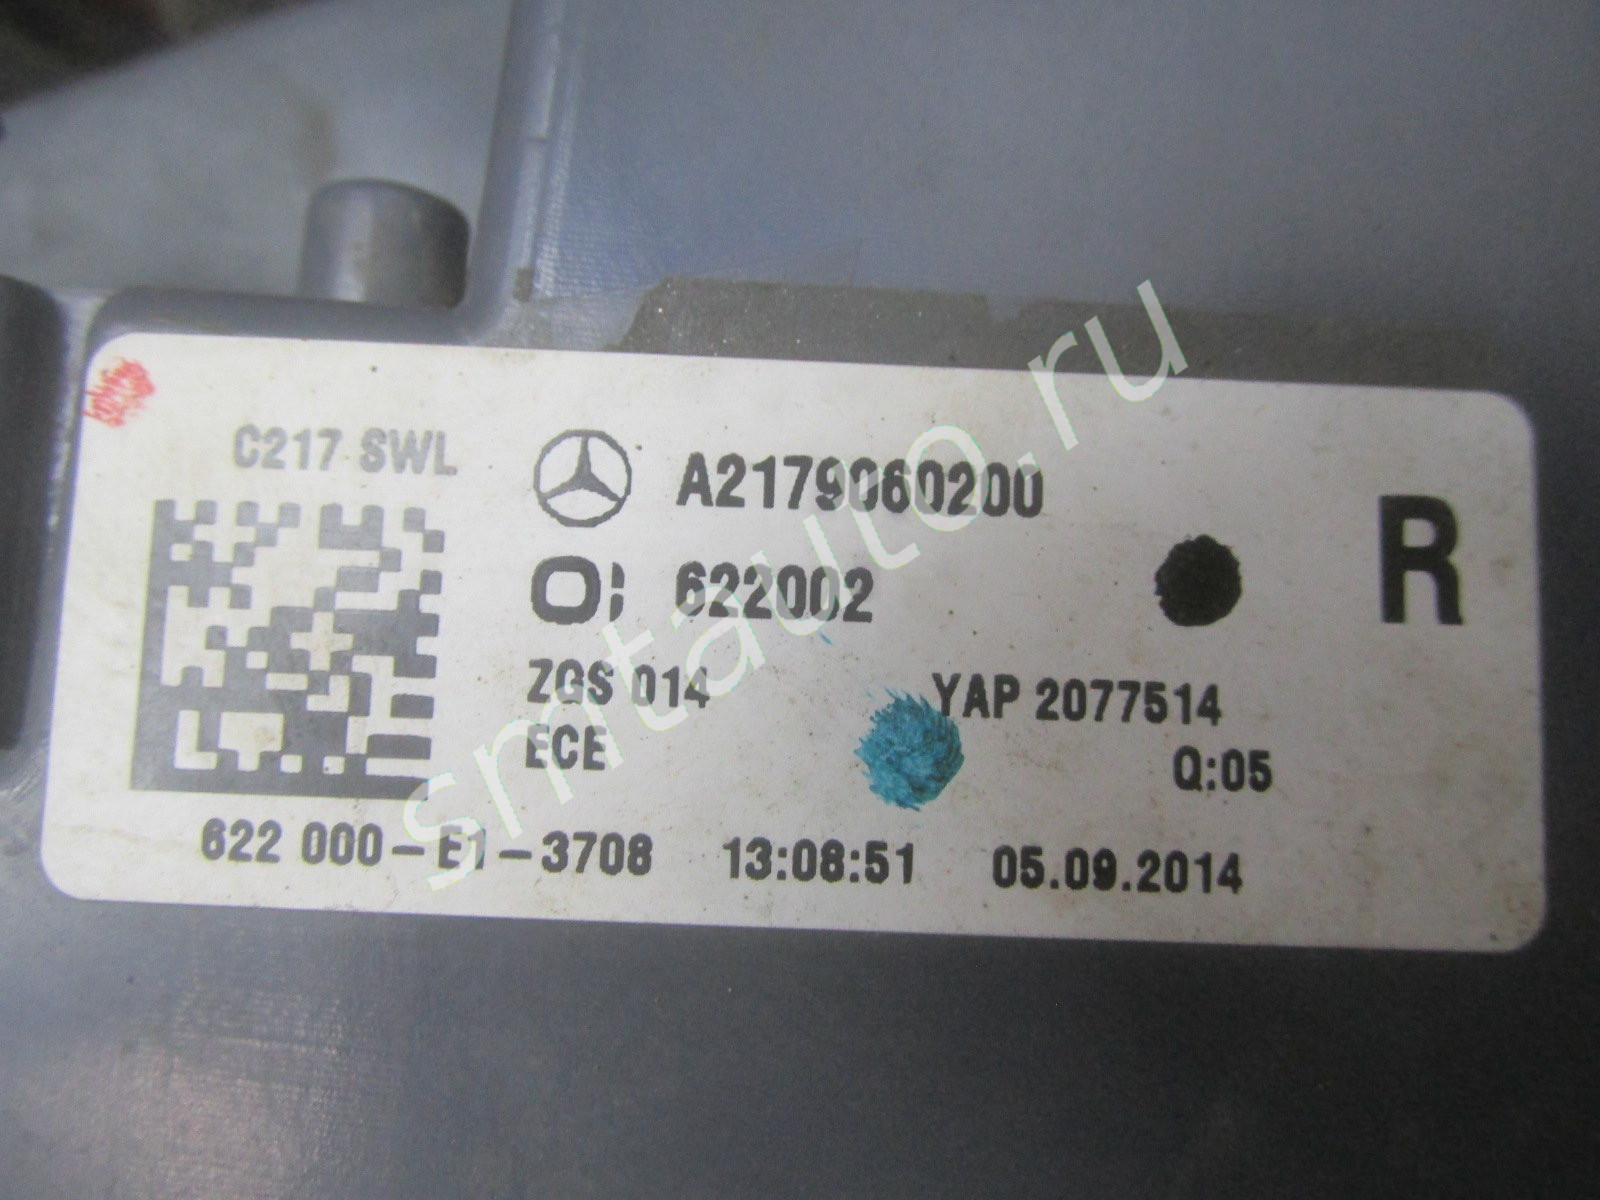 C217 SWL
A2179060200
622002
R
ZGS 014
YAP 2077514
ECE
Q:05
622 000-E1-3708 13:08:51 05.09.2014
smtauto.ru